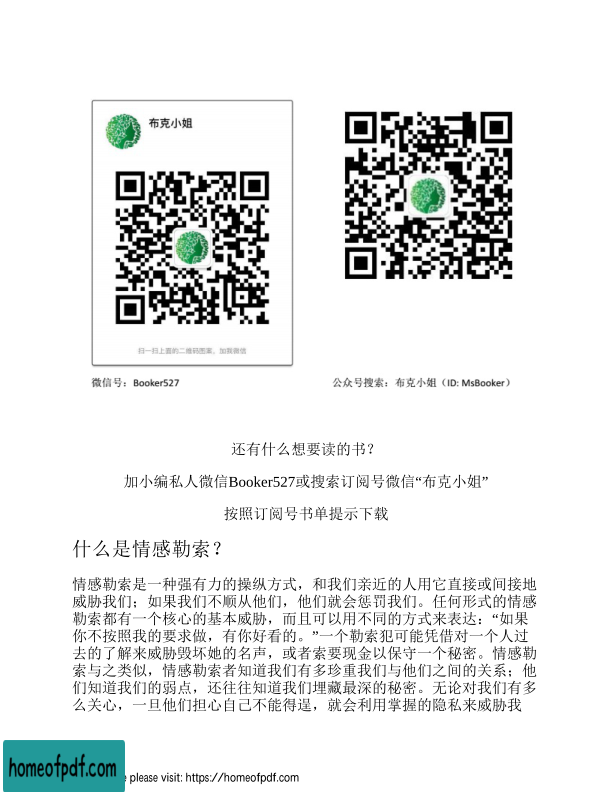 布克小姐
扫一扫上面的二维码图案，加我微信
微信号：Booker527
公众号搜索：布克小姐（ID: MsBooker）
还有什么想要读的书？
加小编私人微信Booker527或搜索订阅号微信“布克小姐”
按照订阅号书单提示下载
什么是情感勒索？
情感勒索是一种强有力的操纵方式，和我们亲近的人用它直接或间接地
威胁我们；如果我们不顺从他们，他们就会惩罚我们。任何形式的情感
勒索都有一个核心的基本威胁，而且可以用不同的方式来表达：“如果
你不按照我的要求做，有你好看的。”一个勒索犯可能凭借对一个人过
去的了解来威胁毁坏她的名声，或者索要现金以保守一个秘密。情感勒
索与之类似，情感勒索者知道我们有多珍重我们与他们之间的关系；他
们知道我们的弱点，还往往知道我们埋藏最深的秘密。无论对我们有多
么关心，一旦他们担心自己不能得逞，就会利用掌握的隐私来威胁我
homeofpdf.com
e please visit: https://homeofpdf.com